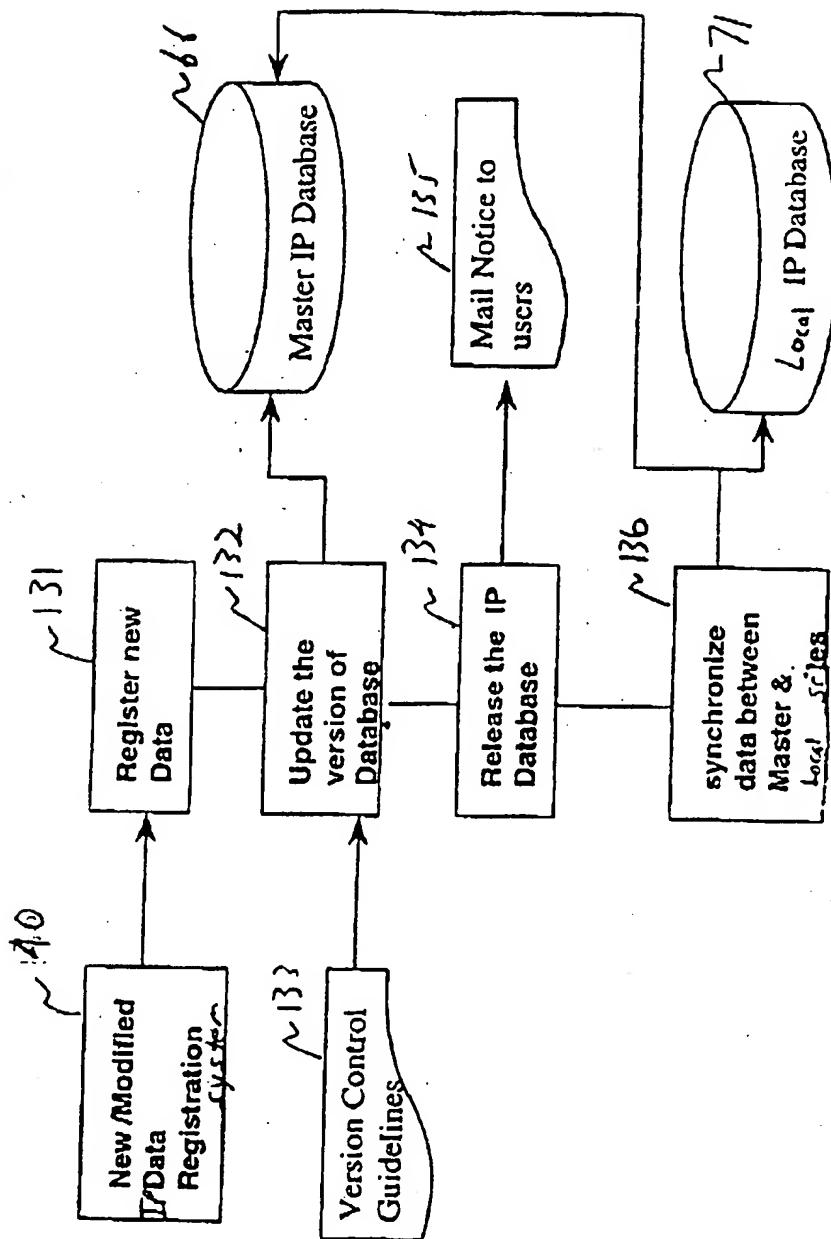 New/Modified
IP Data
Registration
system
131
Register new
Data
Version Control
Guidelines
133
Update the
version of
Database
132
Master IP Database
Release the IP
Database
134
Mail Notice to
users
135
synchronize
data between
Master &.
Local sites
136
Local IP Database
71